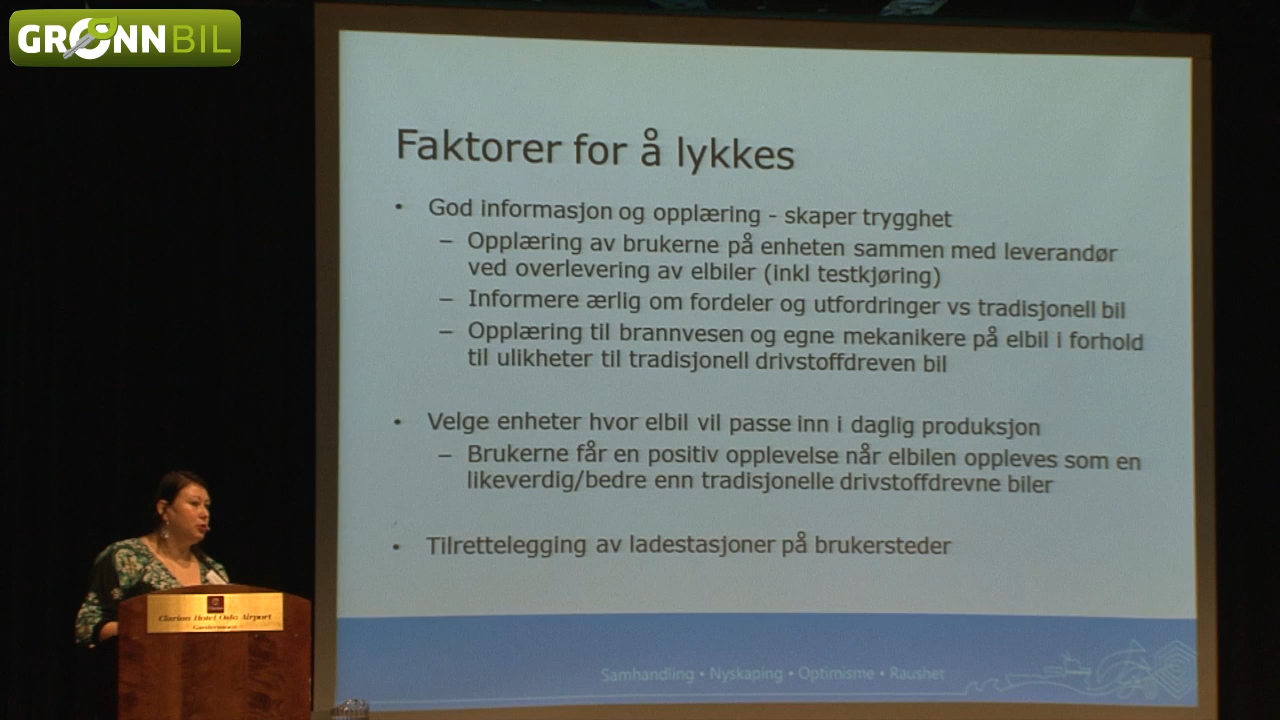 GRØNN BIL
Faktorer for å lykkes
• God informasjon og opplæring - skaper trygghet
– Opplæring av brukerne på enheten sammen med leverandør
ved overlevering av elbiler (inkl testkjøring)
– Informere ærlig om fordeler og utfordringer vs tradisjonell bil
– Opplæring til brannvesen og egne mekanikere på elbil i forhold
til ulikheter til tradisjonell drivstoffdreven bil
• Velge enheter hvor elbil vil passe inn i daglig produksjon
– Brukerne får en positiv opplevelse når elbilen oppleves som en
likeverdig/bedre enn tradisjonelle drivstoffdrevne biler
• Tilrettelegging av ladestasjoner på brukersteder
Samhandling • Nyskaping • Optimisme • Raushet
Clarion Hotel Oslo Airport
Gardermoen